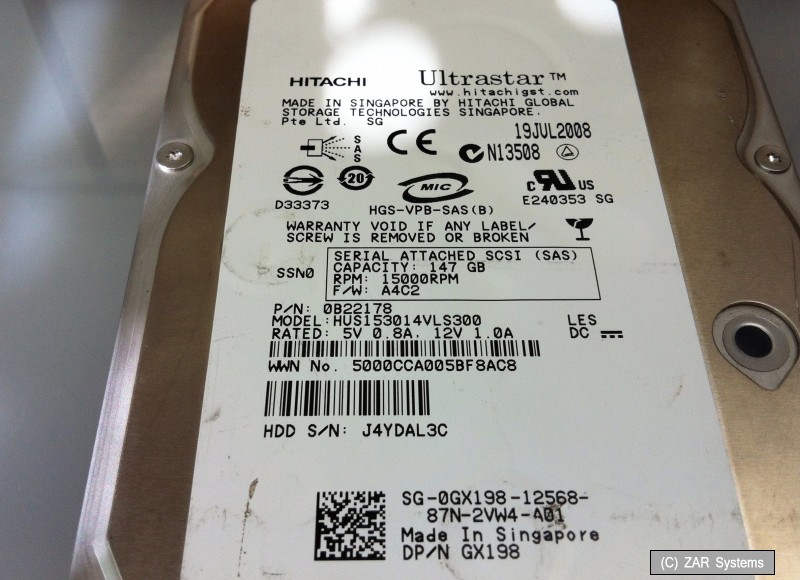 HITACHI Ultrastar™
www.hitachigst.com
MADE IN SINGAPORE BY HITACHI GLOBAL
STORAGE TECHNOLOGIES SINGAPORE.
Pte Ltd. SG
19JUL2008
SAS
CE
N13508
20
MIC
c RU US
D33373
E240353 SG
HGS-VPB-SAS(B)
WARRANTY VOID IF ANY LABEL/
SCREW IS REMOVED OR BROKEN
SSN0
SERIAL ATTACHED SCSI (SAS)
CAPACITY: 147 GB
RPM: 15000RPM
F/W: A4C2
P/N: 0B22178
MODEL:HUS153014VLS300 LES
RATED: 5V 0.8A, 12V 1.0A DC
WWN No. 5000CCA005BF8AC8
HDD S/N: J4YDAL3C
SG-0GX198-12568-
87N-2VW4-A01
Made In Singapore
DP/N GX198
(C) ZAR Systems